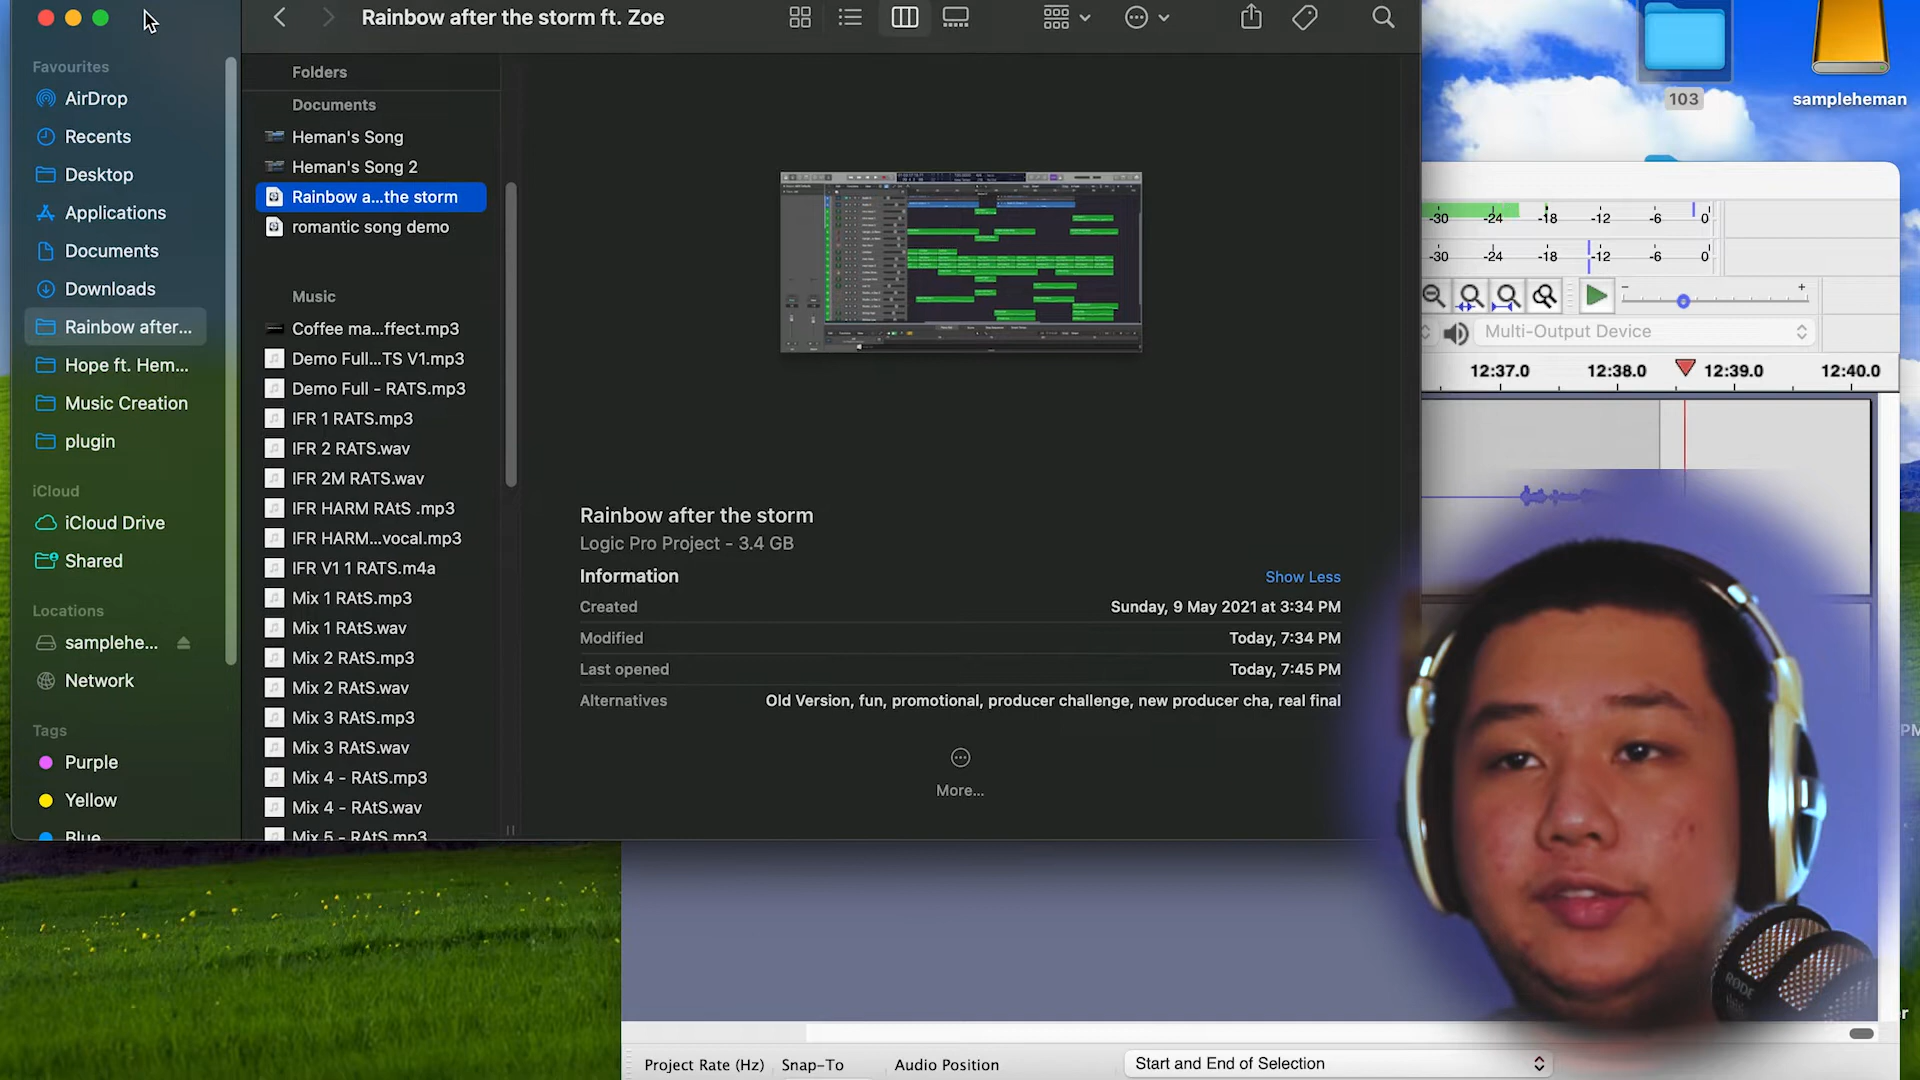 Rainbow after the storm ft. Zoe
Favourites
AirDrop
Recents
Desktop
Applications
Documents
Downloads
Rainbow after...
Hope ft. Hem...
Music Creation
plugin
iCloud
iCloud Drive
Shared
Locations
samplehe...
Network
Tags
Purple
Yellow
Blue
Folders
Documents
Heman's Song
Heman's Song 2
Rainbow a...the storm
romantic song demo
Music
Coffee ma...ffect.mp3
Demo Full...TS V1.mp3
Demo Full - RATS.mp3
IFR 1 RATS.mp3
IFR 2 RATS.wav
IFR 2M RATS.wav
IFR HARM RAtS .mp3
IFR HARM...vocal.mp3
IFR V1 1 RATS.m4a
Mix 1 RAtS.mp3
Mix 1 RAtS.wav
Mix 2 RAtS.mp3
Mix 2 RAtS.wav
Mix 3 RAtS.mp3
Mix 3 RAtS.wav
Mix 4 - RAtS.mp3
Mix 4 - RAtS.wav
Mix 5 - RAtS.mp3
Rainbow after the storm
Logic Pro Project - 3.4 GB
Information Show Less
Created Sunday, 9 May 2021 at 3:34 PM
Modified Today, 7:34 PM
Last opened Today, 7:45 PM
Alternatives Old Version, fun, promotional, producer challenge, new producer cha, real final
More...
103
sampleheman
-30 -24 -18 -12 -6 0
-30 -24 -18 -12 -6 0
Multi-Output Device
12:37.0 12:38.0 12:39.0 12:40.0
RODE
Project Rate (Hz) Snap-To Audio Position Start and End of Selection